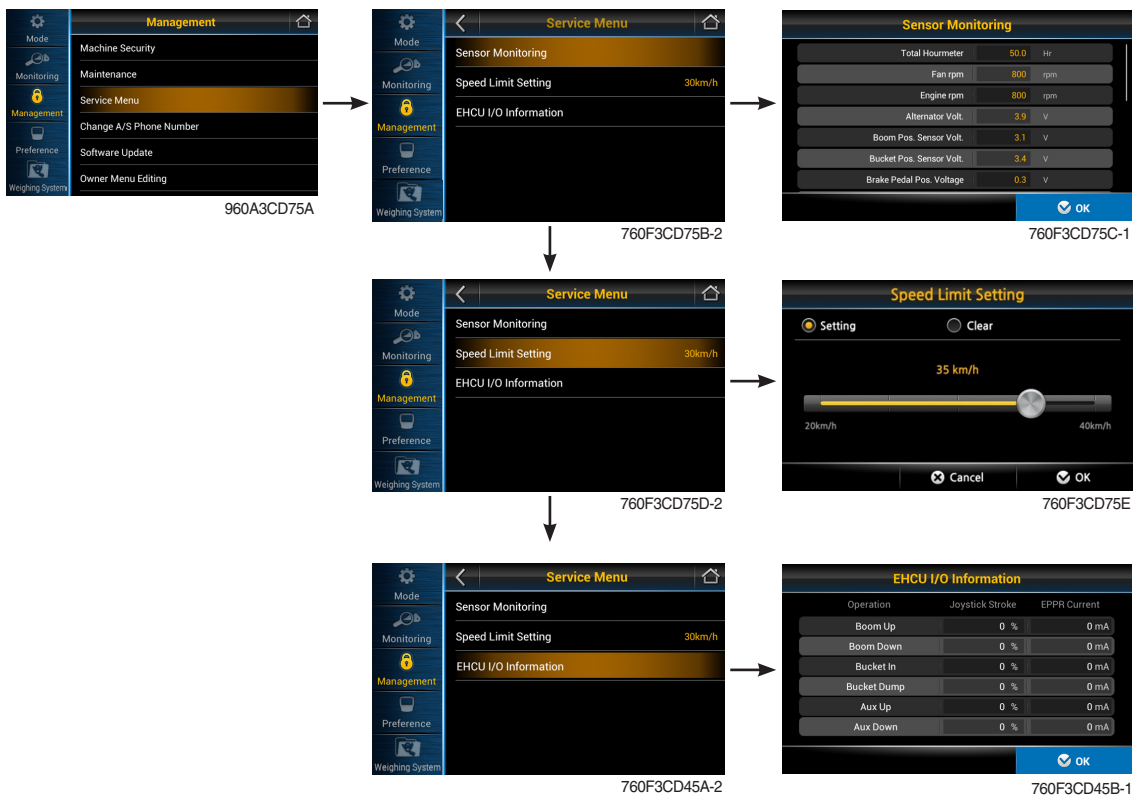 Management
Mode
Monitoring
Management
Preference
Weighing System
Machine Security
Maintenance
Service Menu
Change A/S Phone Number
Software Update
Owner Menu Editing
960A3CD75A
Service Menu
Mode
Monitoring
Management
Preference
Weighing System
Sensor Monitoring
Speed Limit Setting 30km/h
EHCU I/O Information
760F3CD75B-2
Sensor Monitoring
Total Hourmeter 50.0 Hr
Fan rpm 800 rpm
Engine rpm 800 rpm
Alternator Volt. 3.9 V
Boom Pos. Sensor Volt. 3.1 V
Bucket Pos. Sensor Volt. 3.4 V
Brake Pedal Pos. Voltage 0.3 V
OK
760F3CD75C-1
Service Menu
Mode
Monitoring
Management
Preference
Weighing System
Sensor Monitoring
Speed Limit Setting 30km/h
EHCU I/O Information
760F3CD75D-2
Speed Limit Setting
Setting Clear
35 km/h
20km/h 40km/h
Cancel OK
760F3CD75E
Service Menu
Mode
Monitoring
Management
Preference
Weighing System
Sensor Monitoring
Speed Limit Setting 30km/h
EHCU I/O Information
760F3CD45A-2
EHCU I/O Information
Operation Joystick Stroke EPPR Current
Boom Up 0 % 0 mA
Boom Down 0 % 0 mA
Bucket In 0 % 0 mA
Bucket Dump 0 % 0 mA
Aux Up 0 % 0 mA
Aux Down 0 % 0 mA
OK
760F3CD45B-1